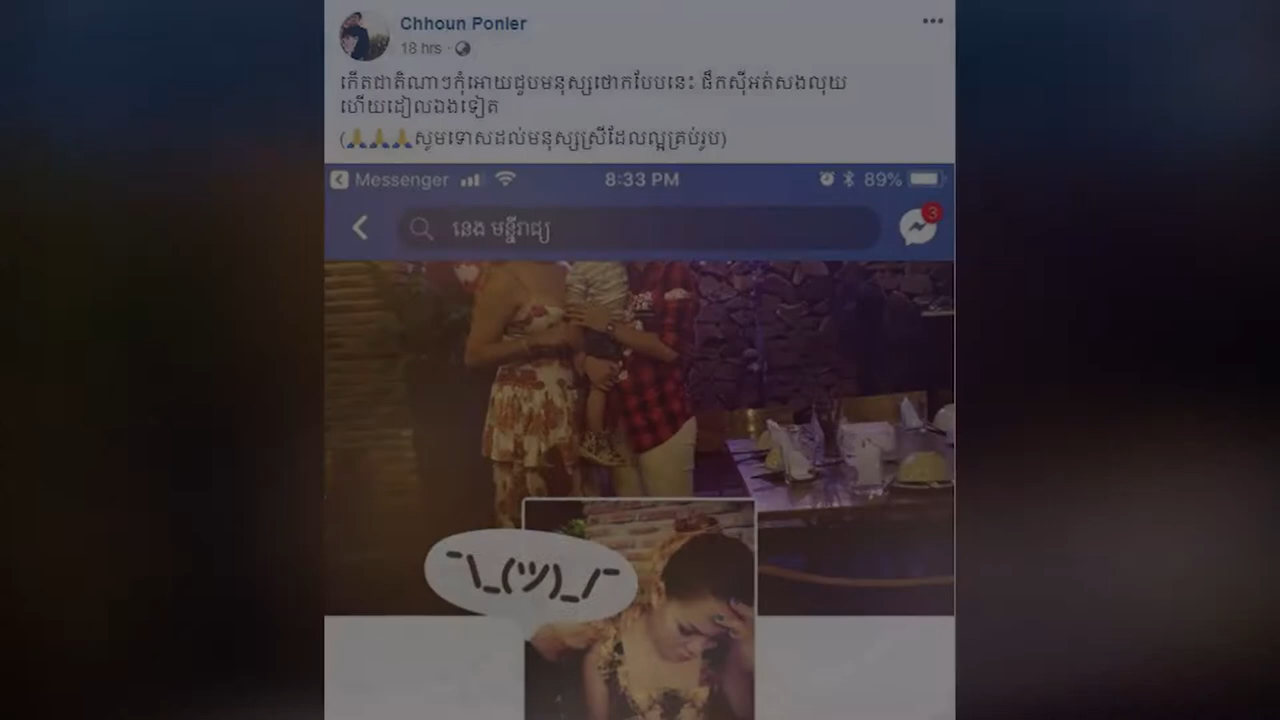 Chhoun Ponler
18 hrs ·
កើតជាតិណាៗកុំអោយជួបមនុស្សថោកបែបនេះ ផឹកស៊ីអត់សងលុយ
ហើយដៀលឯងទៀត
(🙏🙏🙏សូមទោសដល់មនុស្សស្រីដែលល្អគ្រប់រូប)
Messenger 8:33 PM 89%
នេង មន្នីរាជ្យ
3
¯\_(ツ)_/¯